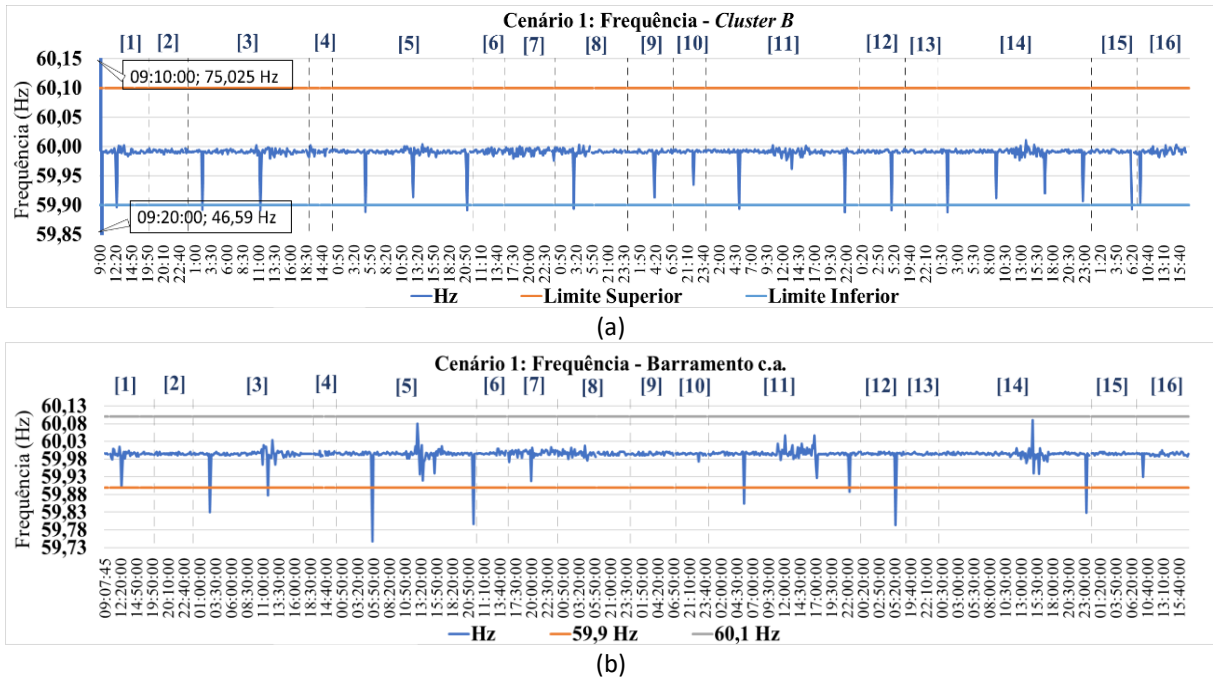 Cenário 1: Frequência - Cluster B
[1] [2] [3] [4] [5] [6] [7] [8] [9] [10] [11] [12] [13] [14] [15] [16]
Frequência (Hz)
60,15
60,10
60,05
60,00
59,95
59,90
59,85
09:10:00; 75,025 Hz
09:20:00; 46,59 Hz
9:00 12:20 14:50 19:50 20:10 22:40 1:00 3:30 6:00 8:30 11:00 13:30 16:00 18:30 14:40 0:50 3:20 5:50 8:20 10:50 13:20 15:50 18:20 20:50 11:10 13:40 17:30 20:00 22:30 0:50 3:20 5:50 21:00 23:30 1:50 4:20 6:50 21:10 23:40 2:00 4:30 7:00 9:30 12:00 14:30 17:00 19:30 22:00 0:20 2:50 5:20 19:40 22:10 0:30 3:00 5:30 8:00 10:30 13:00 15:30 18:00 20:30 23:00 1:20 3:50 6:20 10:40 13:10 15:40
Hz Limite Superior Limite Inferior
(a)
Cenário 1: Frequência - Barramento c.a.
[1] [2] [3] [4] [5] [6] [7] [8] [9] [10] [11] [12] [13] [14] [15] [16]
Frequência (Hz)
60,13
60,08
60,03
59,98
59,93
59,88
59,83
59,78
59,73
09:07:45 12:20:00 14:50:00 19:50:00 20:10:00 22:40:00 01:00:00 03:30:00 06:00:00 08:30:00 11:00:00 13:30:00 16:00:00 18:30:00 14:40:00 00:50:00 03:20:00 05:50:00 08:20:00 10:50:00 13:20:00 15:50:00 18:20:00 20:50:00 11:10:00 13:40:00 17:30:00 20:00:00 22:30:00 00:50:00 03:20:00 05:50:00 21:00:00 23:30:00 01:50:00 04:20:00 06:50:00 21:10:00 23:40:00 02:00:00 04:30:00 07:00:00 09:30:00 12:00:00 14:30:00 17:00:00 19:30:00 22:00:00 00:20:00 02:50:00 05:20:00 19:40:00 22:10:00 00:30:00 03:00:00 05:30:00 08:00:00 10:30:00 13:00:00 15:30:00 18:00:00 20:30:00 23:00:00 01:20:00 03:50:00 06:20:00 10:40:00 13:10:00 15:40:00
Hz 59,9 Hz 60,1 Hz
(b)